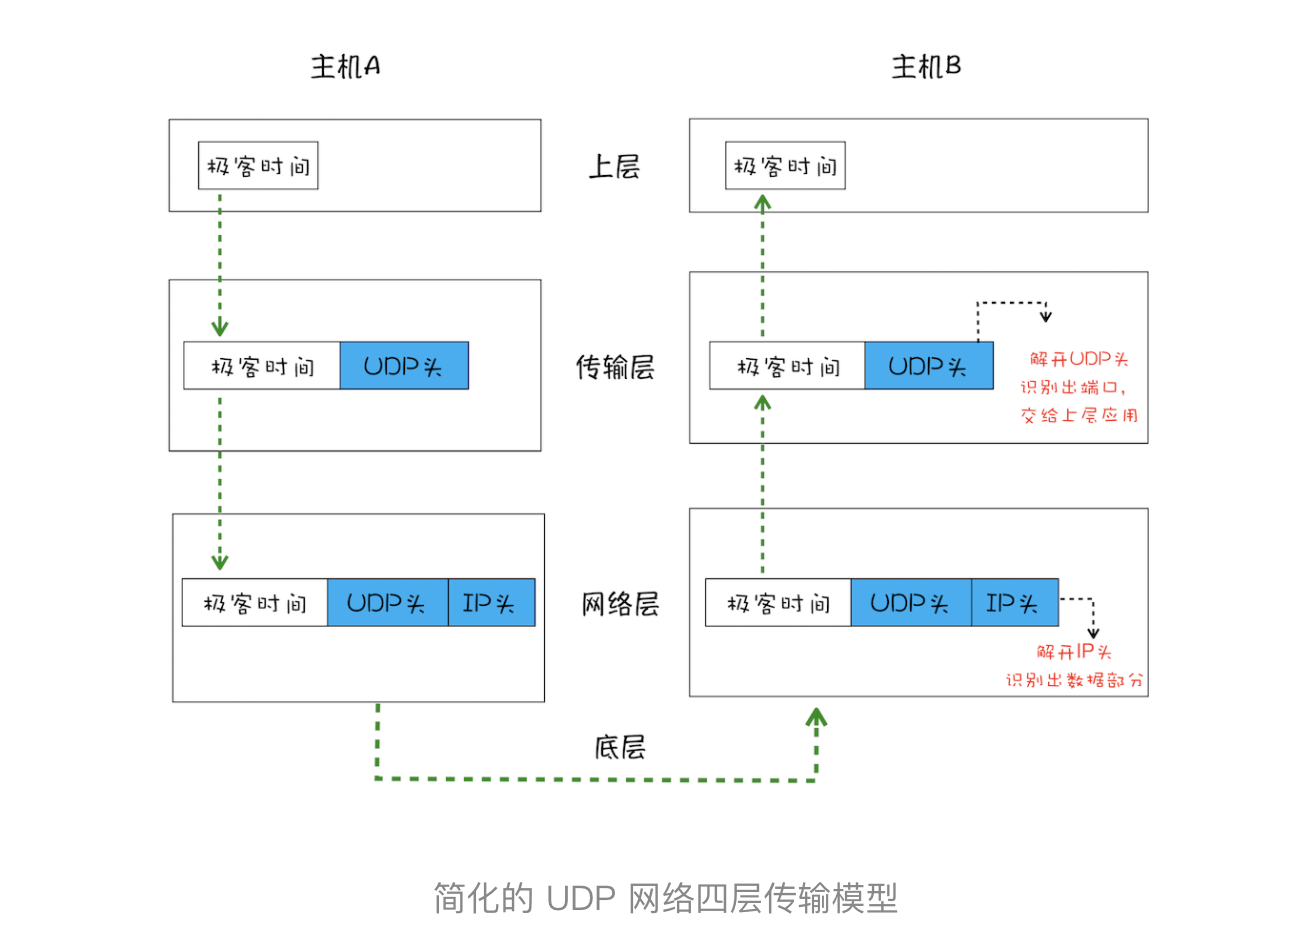 主机A
主机B
极客时间
上层
极客时间
极客时间
UDP头
传输层
极客时间
UDP头
解开UDP头
识别出端口,
交给上层应用
极客时间
UDP头
IP头
网络层
极客时间
UDP头
IP头
解开IP头
识别出数据部分
底层
简化的 UDP 网络四层传输模型